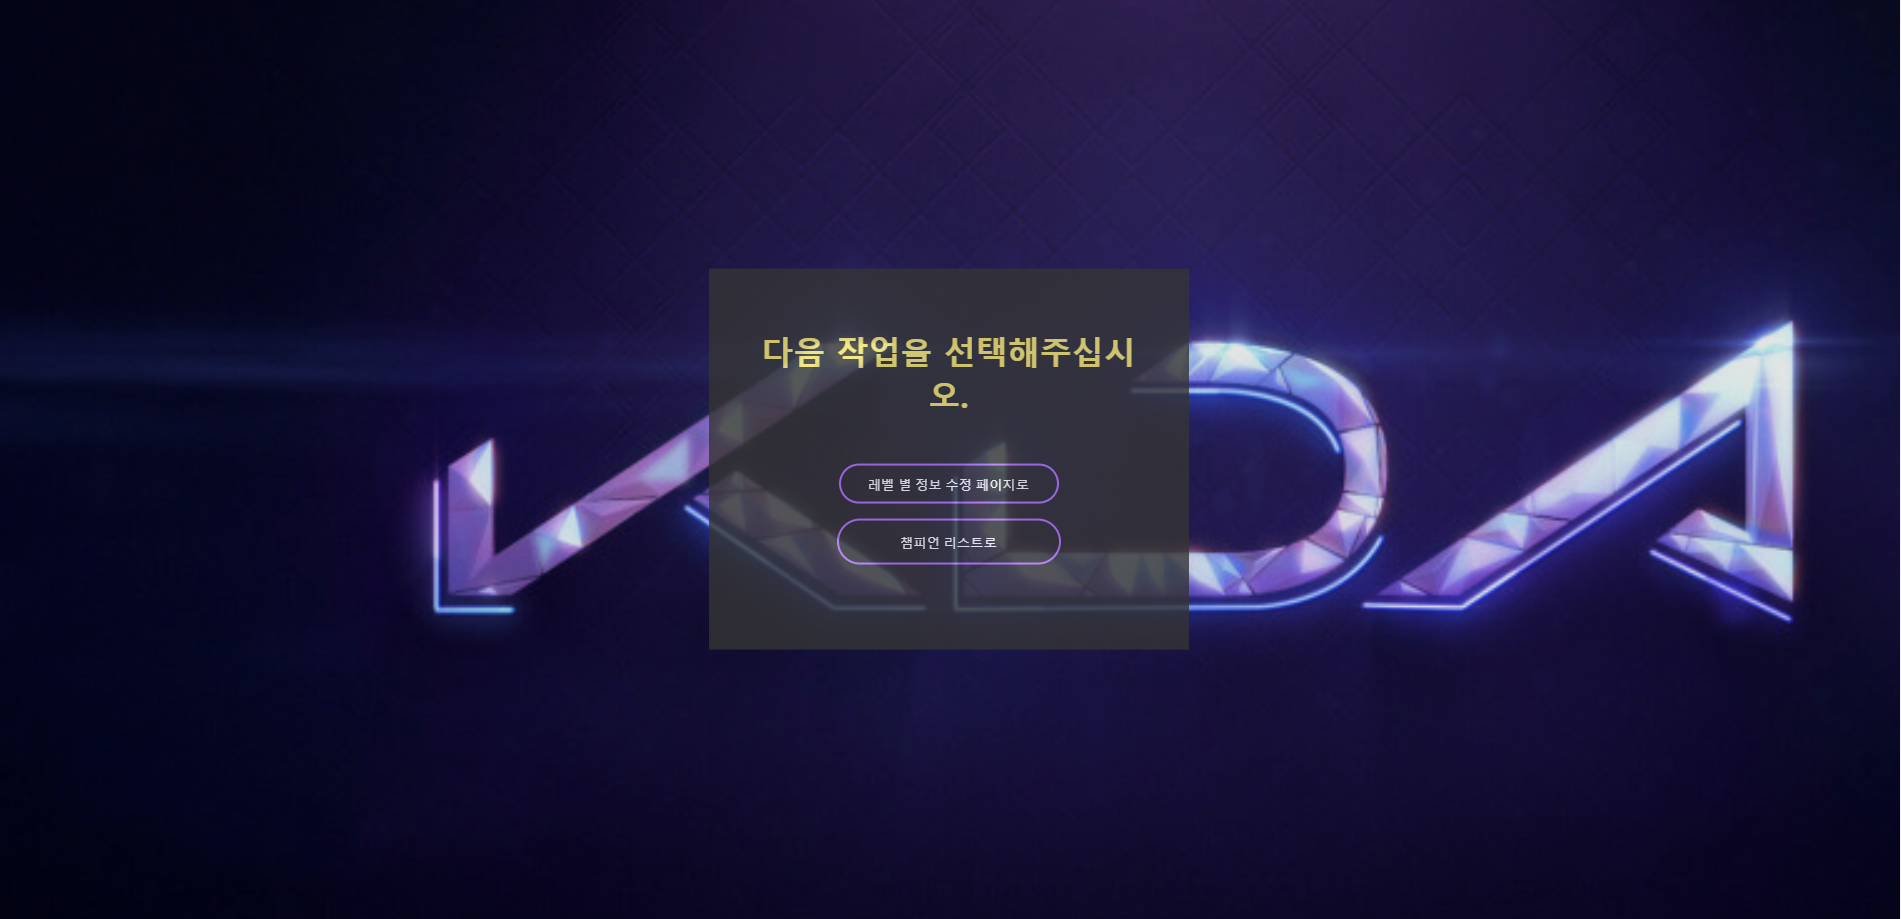 다음 작업을 선택해주십시
오.
레벨 별 정보 수정 페이지로
챔피언 리스트로
K/DA